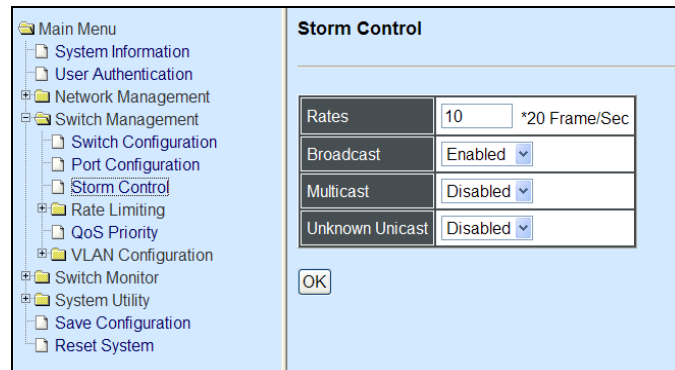 Main Menu
System Information
User Authentication
Network Management
Switch Management
Switch Configuration
Port Configuration
Storm Control
Rate Limiting
QoS Priority
VLAN Configuration
Switch Monitor
System Utility
Save Configuration
Reset System
Storm Control
Rates 10 *20 Frame/Sec
Broadcast Enabled
Multicast Disabled
Unknown Unicast Disabled
OK